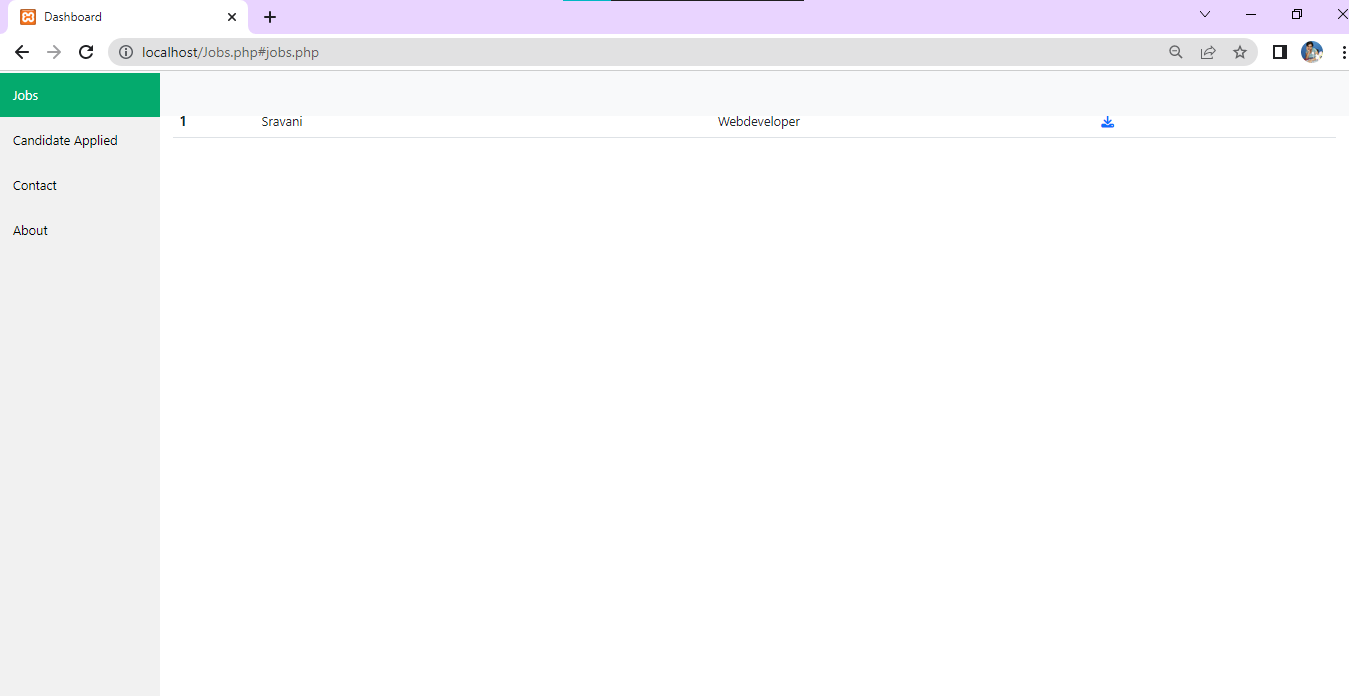 Dashboard
localhost/Jobs.php#jobs.php
Jobs
Candidate Applied
Contact
About
1 Sravani Webdeveloper